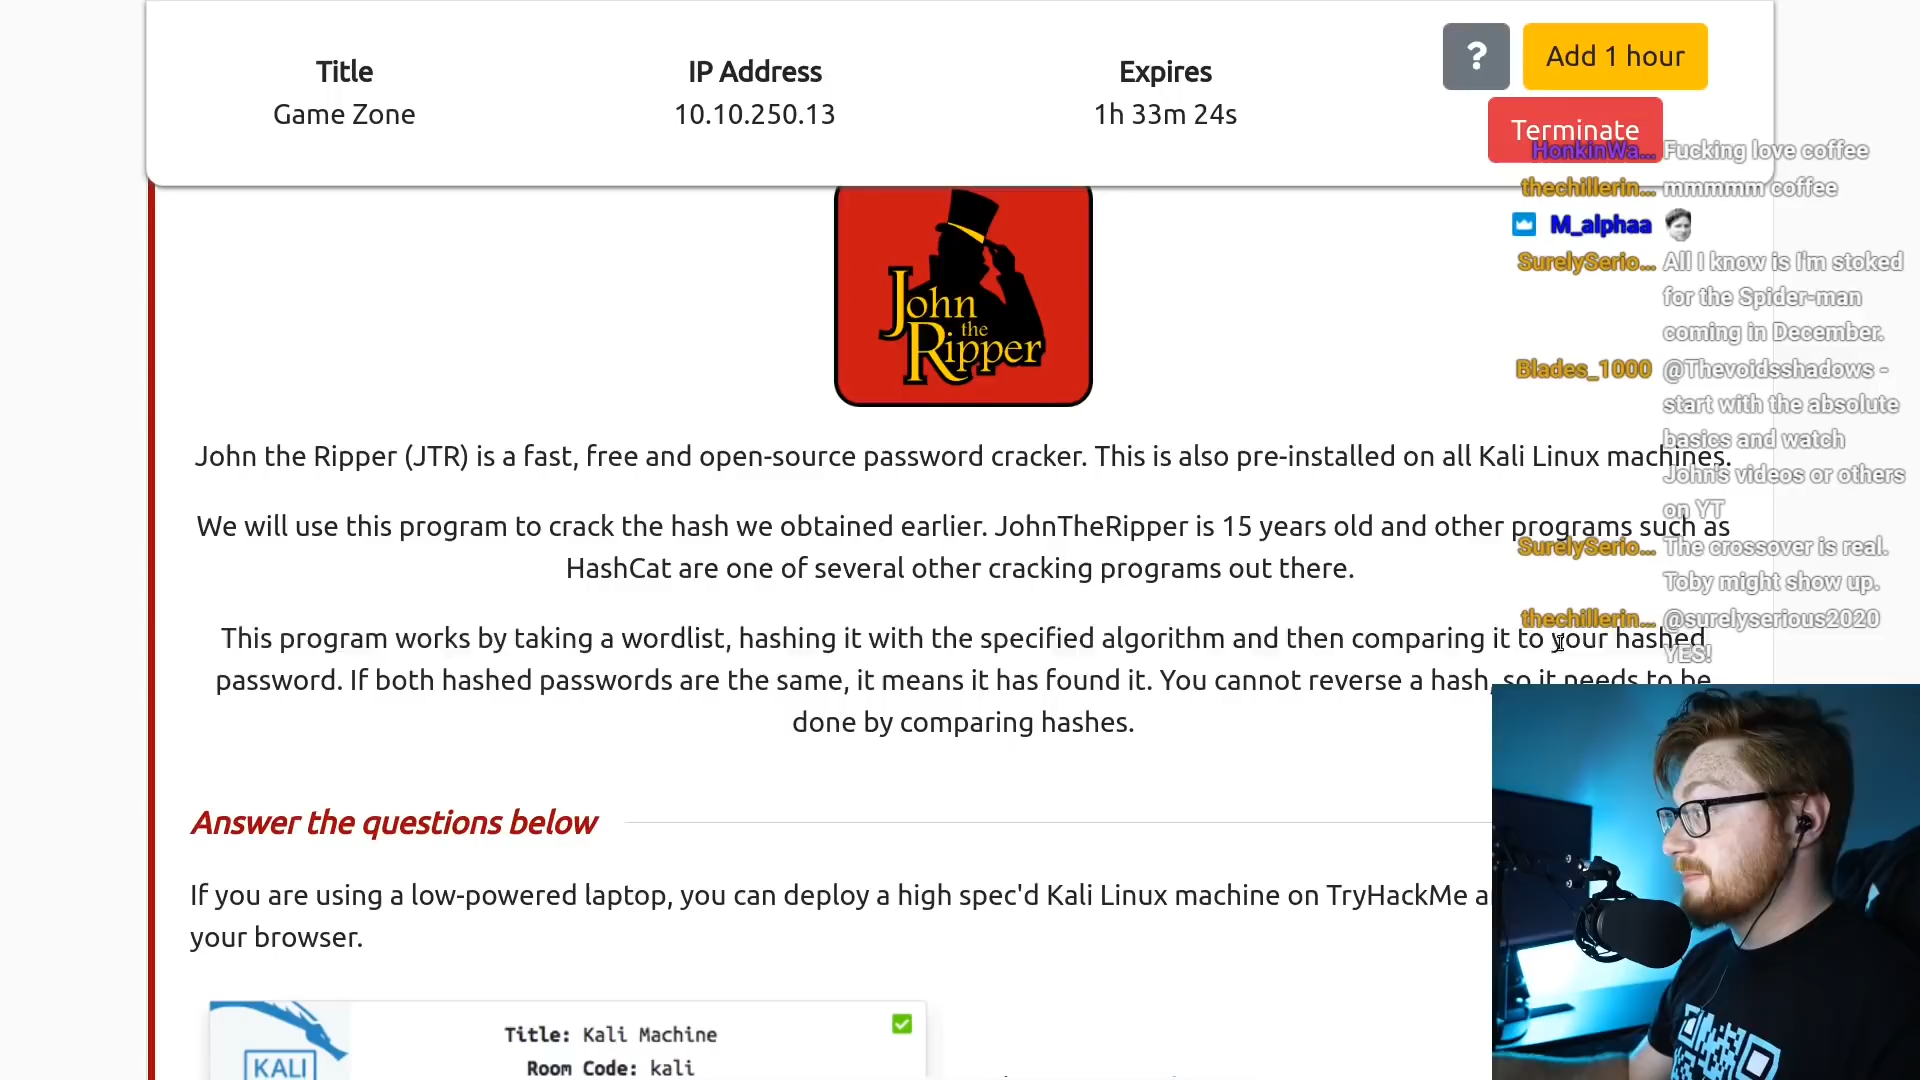 Title
Game Zone
IP Address
10.10.250.13
Expires
1h 33m 24s
?
Add 1 hour
Terminate
John
the
Ripper
John the Ripper (JTR) is a fast, free and open-source password cracker. This is also pre-installed on all Kali Linux machines.
We will use this program to crack the hash we obtained earlier. JohnTheRipper is 15 years old and other programs such as
HashCat are one of several other cracking programs out there.
This program works by taking a wordlist, hashing it with the specified algorithm and then comparing it to your hashed
password. If both hashed passwords are the same, it means it has found it. You cannot reverse a hash, so it needs to be
done by comparing hashes.
Answer the questions below
If you are using a low-powered laptop, you can deploy a high spec'd Kali Linux machine on TryHackMe
your browser.
KALI
Title: Kali Machine
Room Code: kali
HonkinWa... Fucking love coffee
thechillerin... mmmmm coffee
M_alphaa
SurelySerio... All I know is I'm stoked
for the Spider-man
coming in December.
Blades_1000 @Thevoidsshadows -
start with the absolute
basics and watch
John's videos or others
on YT
SurelySerio... The crossover is real.
Toby might show up.
thechillerin... @surelyserious2020
YES!